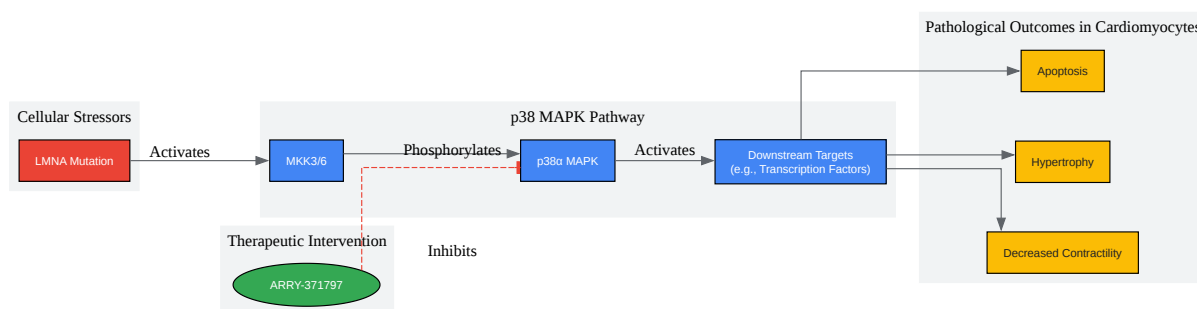 Pathological Outcomes in Cardiomyocytes
Apoptosis
Cellular Stressors
p38 MAPK Pathway
LMNA Mutation
Activates
MKK3/6
Phosphorylates
p38α MAPK
Activates
Downstream Targets
(e.g., Transcription Factors)
Hypertrophy
Therapeutic Intervention
Inhibits
Decreased Contractility
ARRY-371797